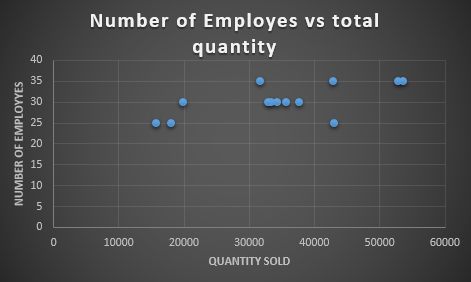 Number of Employes vs total
quantity
40
35
30
25
20
15
10
5
0
NUMBER OF EMPLOYYES
0 10000 20000 30000 40000 50000 60000
QUANTITY SOLD